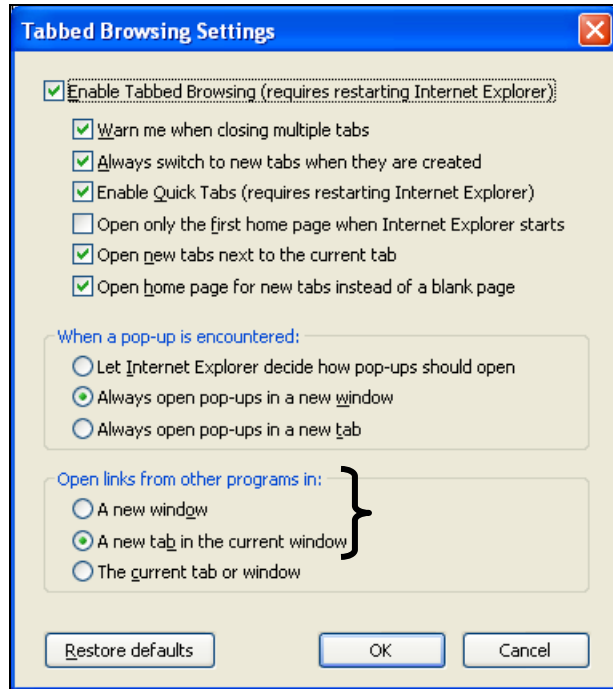 Tabbed Browsing Settings
Enable Tabbed Browsing (requires restarting Internet Explorer)
Warn me when closing multiple tabs
Always switch to new tabs when they are created
Enable Quick Tabs (requires restarting Internet Explorer)
Open only the first home page when Internet Explorer starts
Open new tabs next to the current tab
Open home page for new tabs instead of a blank page
When a pop-up is encountered:
Let Internet Explorer decide how pop-ups should open
Always open pop-ups in a new window
Always open pop-ups in a new tab
Open links from other programs in:
A new window
A new tab in the current window
The current tab or window
Restore defaults
OK
Cancel